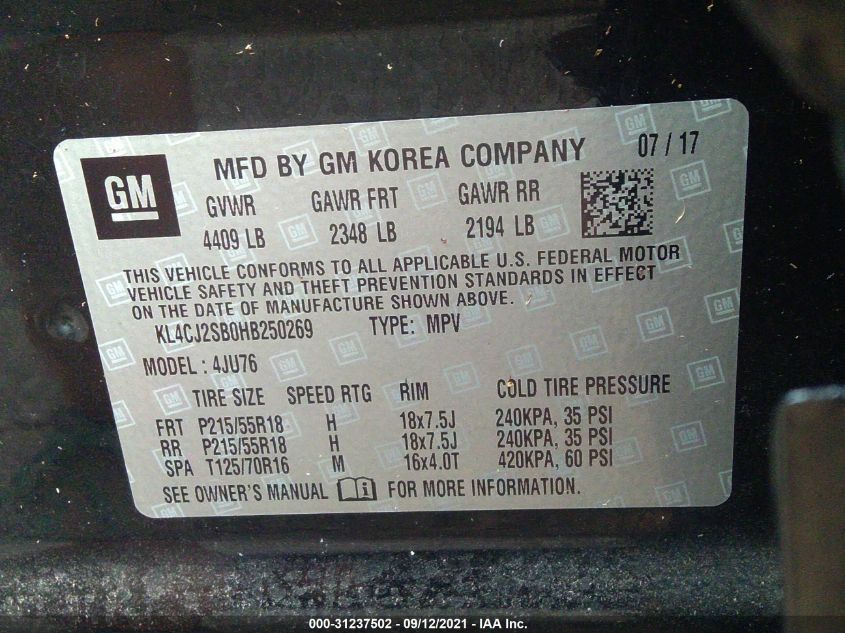 GM
MFD BY GM KOREA COMPANY 07 / 17
GVWR GAWR FRT GAWR RR
4409 LB 2348 LB 2194 LB
THIS VEHICLE CONFORMS TO ALL APPLICABLE U.S. FEDERAL MOTOR
VEHICLE SAFETY AND THEFT PREVENTION STANDARDS IN EFFECT
ON THE DATE OF MANUFACTURE SHOWN ABOVE.
KL4CJ2SB0HB250269 TYPE: MPV
MODEL : 4JU76
TIRE SIZE SPEED RTG RIM COLD TIRE PRESSURE
FRT P215/55R18 H 18x7.5J 240KPA, 35 PSI
RR P215/55R18 H 18x7.5J 240KPA, 35 PSI
SPA T125/70R16 M 16x4.0T 420KPA, 60 PSI
SEE OWNER'S MANUAL FOR MORE INFORMATION.
000-31237502 - 09/12/2021 - IAA Inc.